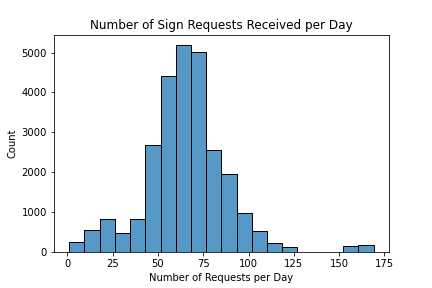 Number of Sign Requests Received per Day
5000
4000
3000
2000
1000
0
Count
0 25 50 75 100 125 150 175
Number of Requests per Day